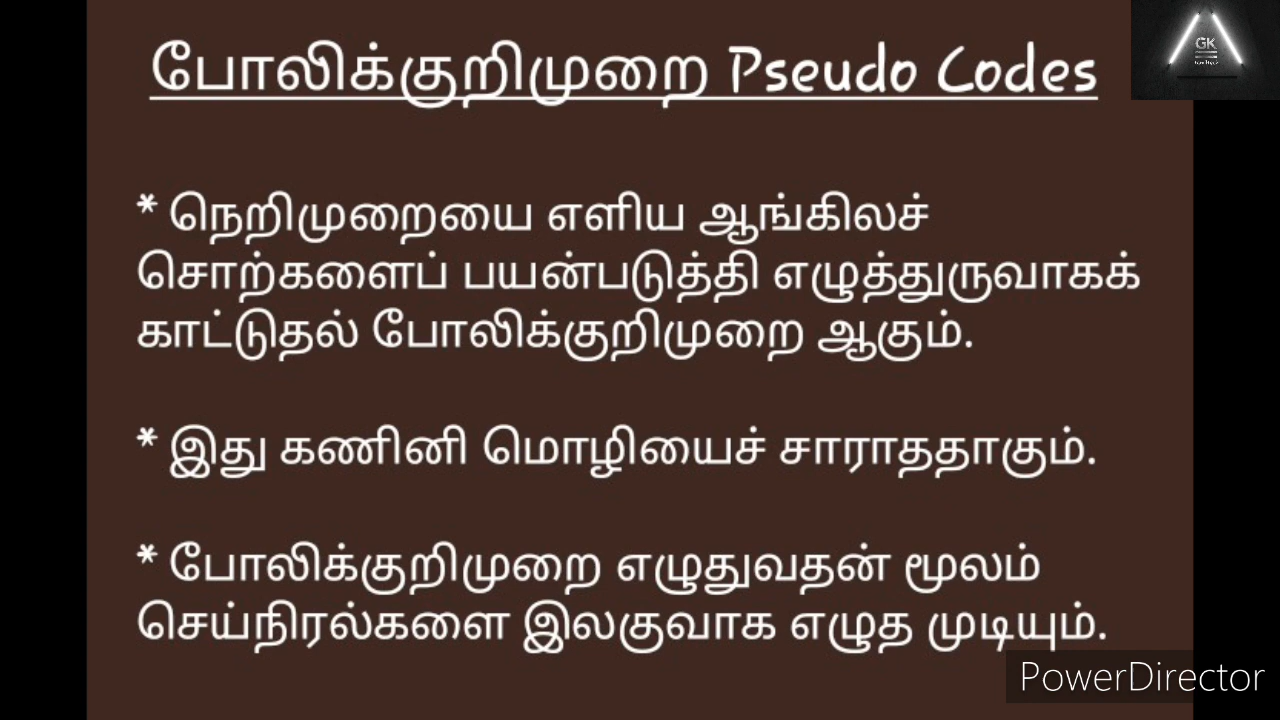 போலிக்குறிமுறை Pseudo Codes
GK
* நெறிமுறையை எளிய ஆங்கிலச்
சொற்களைப் பயன்படுத்தி எழுத்துருவாகக்
காட்டுதல் போலிக்குறிமுறை ஆகும்.
* இது கணினி மொழியைச் சாராததாகும்.
* போலிக்குறிமுறை எழுதுவதன் மூலம்
செய்நிரல்களை இலகுவாக எழுத முடியும்.
PowerDirector